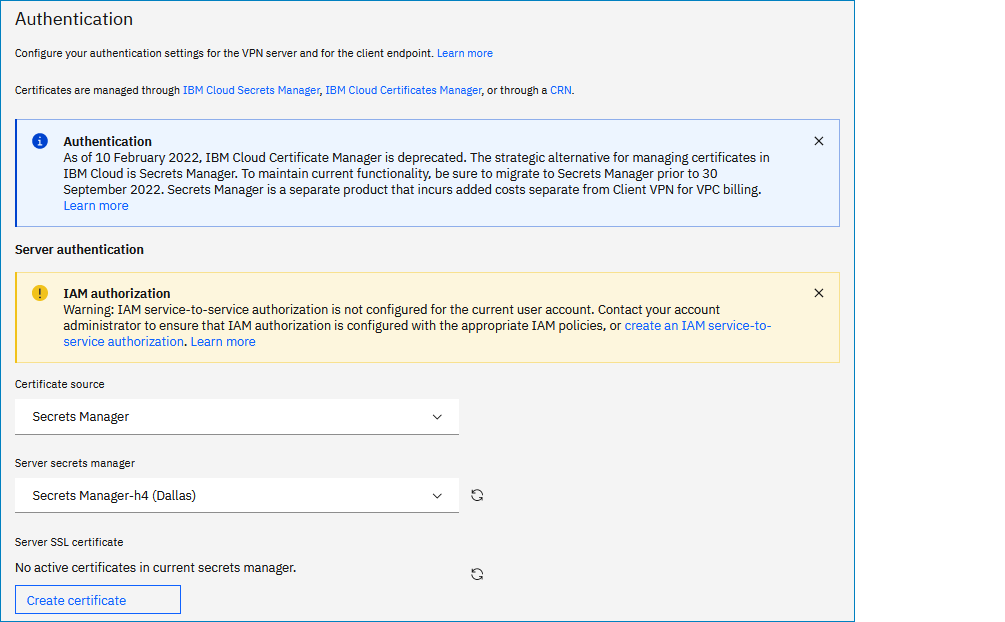 Authentication
Configure your authentication settings for the VPN server and for the client endpoint. Learn more
Certificates are managed through IBM Cloud Secrets Manager, IBM Cloud Certificates Manager, or through a CRN.
Authentication
As of 10 February 2022, IBM Cloud Certificate Manager is deprecated. The strategic alternative for managing certificates in
IBM Cloud is Secrets Manager. To maintain current functionality, be sure to migrate to Secrets Manager prior to 30
September 2022. Secrets Manager is a separate product that incurs added costs separate from Client VPN for VPC billing.
Learn more
Server authentication
IAM authorization
Warning: IAM service-to-service authorization is not configured for the current user account. Contact your account
administrator to ensure that IAM authorization is configured with the appropriate IAM policies, or create an IAM service-to-
service authorization. Learn more
Certificate source
Secrets Manager
Server secrets manager
Secrets Manager-h4 (Dallas)
Server SSL certificate
No active certificates in current secrets manager.
Create certificate